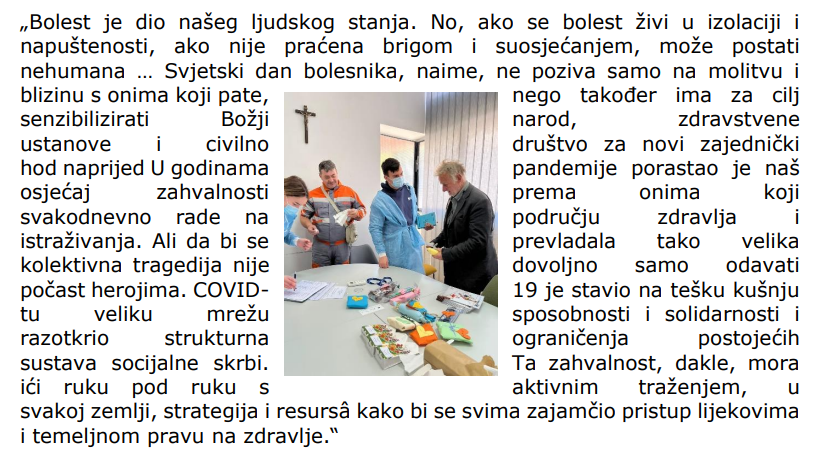 „Bolest je dio našeg ljudskog stanja. No, ako se bolest živi u izolaciji i
napuštenosti, ako nije praćena brigom i suosjećanjem, može postati
nehumana … Svjetski dan bolesnika, naime, ne poziva samo na molitvu i
blizinu s onima koji pate, nego također ima za cilj
senzibilizirati Božji narod, zdravstvene
ustanove i civilno društvo za novi zajednički
hod naprijed U godinama pandemije porastao je naš
osjećaj zahvalnosti prema onima koji
svakodnevno rade na području zdravlja i
istraživanja. Ali da bi se prevladala tako velika
kolektivna tragedija nije dovoljno samo odavati
počast herojima. COVID-19 je stavio na tešku kušnju
tu veliku mrežu sposobnosti i solidarnosti i
razotkrio strukturna ograničenja postojećih
sustava socijalne skrbi. Ta zahvalnost, dakle, mora
ići ruku pod ruku s aktivnim traženjem, u
svakoj zemlji, strategija i resursâ kako bi se svima zajamčio pristup lijekovima
i temeljnom pravu na zdravlje.“